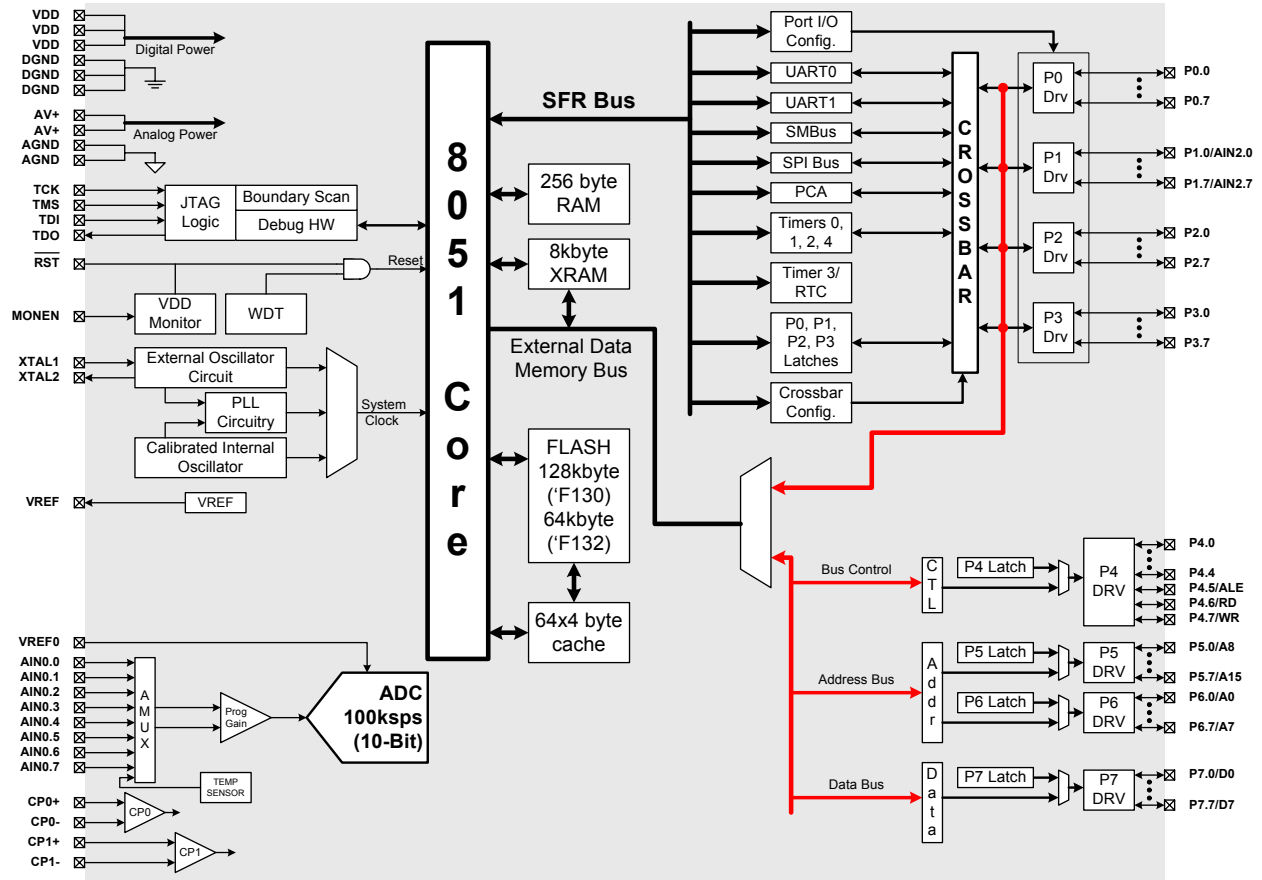 VDD
VDD
VDD
Digital Power
DGND
DGND
DGND
AV+
AV+
Analog Power
AGND
AGND
TCK
TMS
TDI
TDO
JTAG
Logic
Boundary Scan
Debug HW
RST
Reset
VDD
Monitor
WDT
MONEN
XTAL1
XTAL2
External Oscillator
Circuit
PLL
Circuitry
Calibrated Internal
Oscillator
System
Clock
VREF
VREF
VREF0
AIN0.0
AIN0.1
AIN0.2
AIN0.3
AIN0.4
AIN0.5
AIN0.6
AIN0.7
AMUX
Prog
Gain
ADC
100ksps
(10-Bit)
TEMP
SENSOR
CP0+
CP0-
CP0
CP1+
CP1-
CP1
8051 Core
SFR Bus
256 byte
RAM
8kbyte
XRAM
External Data
Memory Bus
FLASH
128kbyte
(‘F130)
64kbyte
(‘F132)
64x4 byte
cache
Port I/O
Config.
UART0
UART1
SMBus
SPI Bus
PCA
Timers 0,
1, 2, 4
Timer 3/
RTC
P0, P1,
P2, P3
Latches
Crossbar
Config.
CROSSBAR
P0
Drv
P1
Drv
P2
Drv
P3
Drv
P0.0
P0.7
P1.0/AIN2.0
P1.7/AIN2.7
P2.0
P2.7
P3.0
P3.7
Bus Control
CTL
P4 Latch
P4
DRV
P4.0
P4.4
P4.5/ALE
P4.6/RD
P4.7/WR
Address Bus
Addr
P5 Latch
P5
DRV
P5.0/A8
P5.7/A15
P6 Latch
P6
DRV
P6.0/A0
P6.7/A7
Data Bus
Data
P7 Latch
P7
DRV
P7.0/D0
P7.7/D7